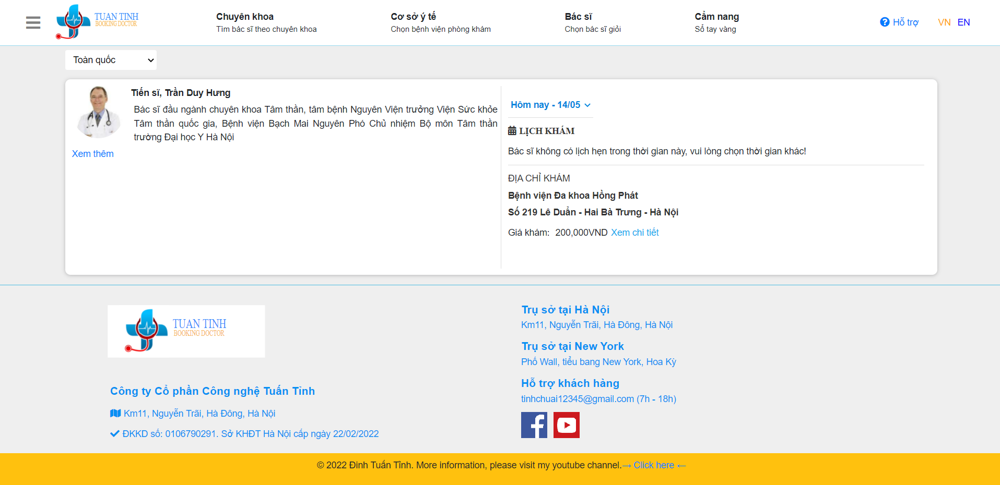 TUAN TINH
BOOKING DOCTOR
Chuyên khoa
Tìm bác sĩ theo chuyên khoa
Cơ sở ý tế
Chọn bệnh viện phòng khám
Bác sĩ
Chọn bác sĩ giỏi
Cẩm nang
Sổ tay vàng
Hỗ trợ
VN EN
Toàn quốc
Tiến sĩ, Trần Duy Hưng
Bác sĩ đầu ngành chuyên khoa Tâm thần, tâm bệnh Nguyên Viện trưởng Viện Sức khỏe
Tâm thần quốc gia, Bệnh viện Bạch Mai Nguyên Phó Chủ nhiệm Bộ môn Tâm thần
trường Đại học Y Hà Nội
Xem thêm
Hôm nay - 14/05
LỊCH KHÁM
Bác sĩ không có lịch hẹn trong thời gian này, vui lòng chọn thời gian khác!
ĐỊA CHỈ KHÁM
Bệnh viện Đa khoa Hồng Phát
Số 219 Lê Duẩn - Hai Bà Trưng - Hà Nội
Giá khám: 200,000VND Xem chi tiết
TUAN TINH
BOOKING DOCTOR
Công ty Cổ phần Công nghệ Tuấn Tỉnh
Km11, Nguyễn Trãi, Hà Đông, Hà Nội
ĐKKD số: 0106790291. Sở KHĐT Hà Nội cấp ngày 22/02/2022
Trụ sở tại Hà Nội
Km11, Nguyễn Trãi, Hà Đông, Hà Nội
Trụ sở tại New York
Phố Wall, tiểu bang New York, Hoa Kỳ
Hỗ trợ khách hàng
tinhchuai12345@gmail.com (7h - 18h)
© 2022 Đinh Tuấn Tỉnh. More information, please visit my youtube channel.→ Click here ←